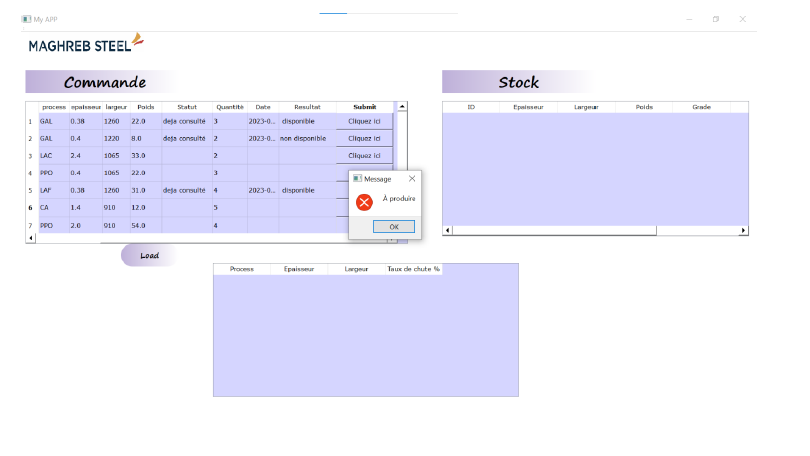 My APP
MAGHREB STEEL
Commande
Stock
process epaisseur largeur Poids Statut Quantité Date Resultat Submit
1 GAL 0.38 1260 22.0 deja consulté 3 2023-0... disponible Cliquez ici
2 GAL 0.4 1220 8.0 deja consulté 2 2023-0... non disponible Cliquez ici
3 LAC 2.4 1065 33.0 2 Cliquez ici
4 PPO 0.4 1065 22.0 3
5 LAF 0.38 1260 31.0 deja consulté 4 2023-0... disponible
6 CA 1.4 910 12.0 5
7 PPO 2.0 910 54.0 4
ID Epaisseur Largeur Poids Grade
Message
À produire
OK
Load
Process Epaisseur Largeur Taux de chute %